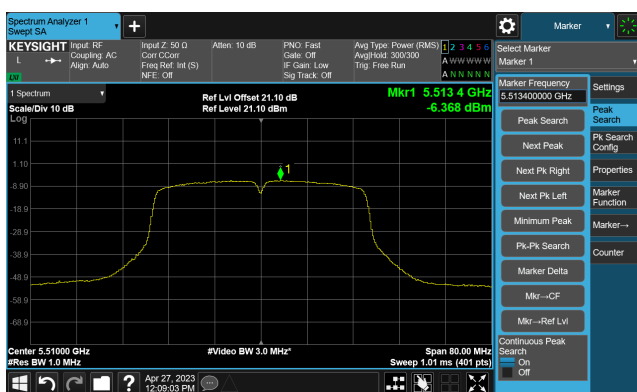 Spectrum Analyzer 1
Swept SA
Marker
KEYSIGHT
L
LXI
Input: RF
Coupling: AC
Align: Auto
Input Z: 50 Ω
Corr CCorr
Freq Ref: Int (S)
NFE: Off
Atten: 10 dB
PNO: Fast
Gate: Off
IF Gain: Low
Sig Track: Off
Avg Type: Power (RMS)
Avg|Hold: 300/300
Trig: Free Run
1 2 3 4 5 6
A W W W W W
A N N N N N
Select Marker
Marker 1
1 Spectrum
Scale/Div 10 dB
Log
Ref Lvl Offset 21.10 dB
Ref Level 21.10 dBm
Mkr1 5.513 4 GHz
-6.368 dBm
11.1
1.10
-8.90
-18.9
-28.9
-38.9
-48.9
-58.9
-68.9
1
Center 5.51000 GHz
#Res BW 1.0 MHz
#Video BW 3.0 MHz*
Span 80.00 MHz
Sweep 1.01 ms (401 pts)
Marker Frequency
5.513400000 GHz
Peak Search
Next Peak
Next Pk Right
Next Pk Left
Minimum Peak
Pk-Pk Search
Marker Delta
Mkr→CF
Mkr→Ref Lvl
Continuous Peak
Search
On
Off
Settings
Peak
Search
Pk Search
Config
Properties
Marker
Function
Marker→
Counter
?
Apr 27, 2023
12:09:03 PM